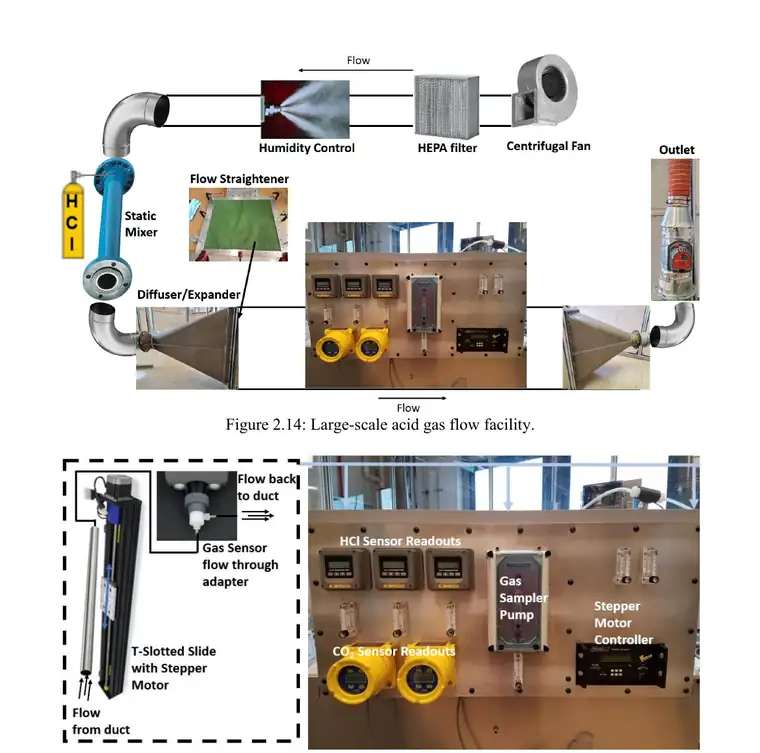 Flow
Humidity Control
HEPA filter
Centrifugal Fan
Outlet
Flow Straightener
H
C
l
Static
Mixer
Diffuser/Expander
Flow
Figure 2.14: Large-scale acid gas flow facility.
Flow back
to duct
Gas Sensor
flow through
adapter
T-Slotted Slide
with Stepper
Motor
Flow
from duct
HCl Sensor Readouts
Gas
Sampler
Pump
Stepper
Motor
Controller
CO₂ Sensor Readouts